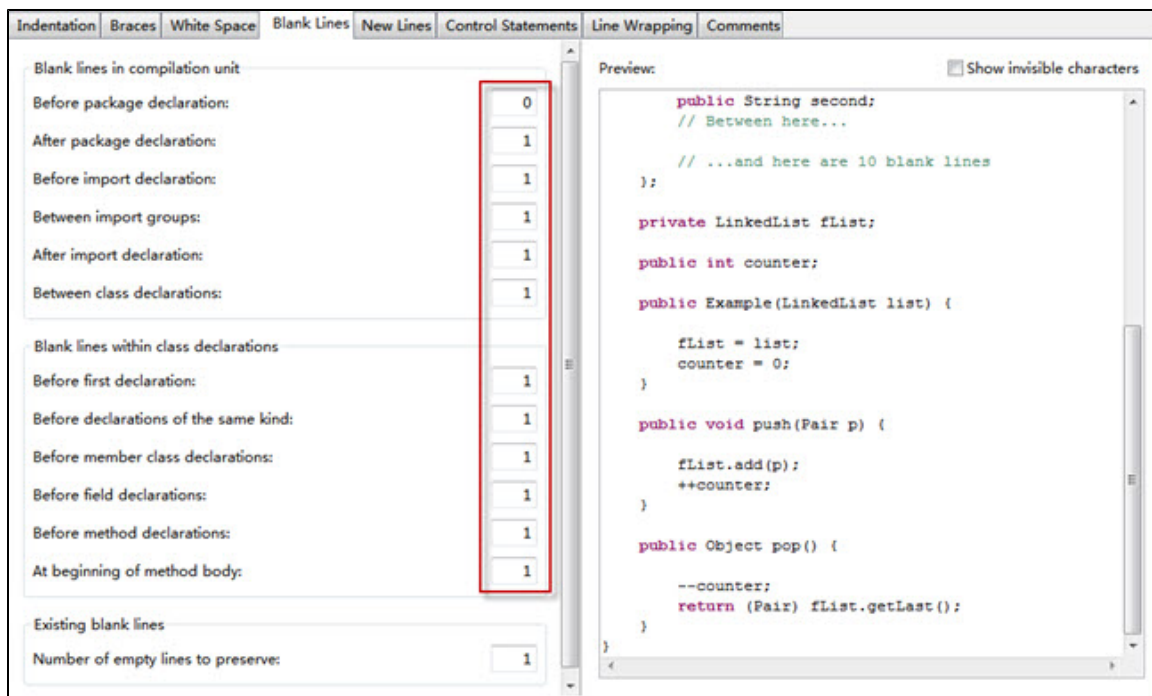 Indentation Braces White Space Blank Lines New Lines Control Statements Line Wrapping Comments
Blank lines in compilation unit
Before package declaration: 0
After package declaration: 1
Before import declaration: 1
Between import groups: 1
After import declaration: 1
Between class declarations: 1
Blank lines within class declarations
Before first declaration: 1
Before declarations of the same kind: 1
Before member class declarations: 1
Before field declarations: 1
Before method declarations: 1
At beginning of method body: 1
Existing blank lines
Number of empty lines to preserve: 1
Preview: Show invisible characters
public String second;
// Between here...
// ...and here are 10 blank lines
};
private LinkedList fList;
public int counter;
public Example(LinkedList list) {
fList = list;
counter = 0;
}
public void push(Pair p) {
fList.add(p);
++counter;
}
public Object pop() {
--counter;
return (Pair) fList.getLast();
}
}